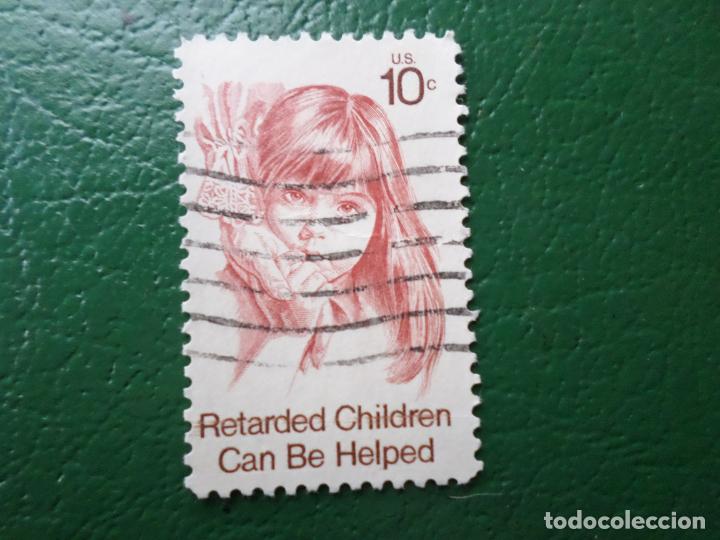 U.S.
10c
Retarded Children
Can Be Helped
todocoleccion